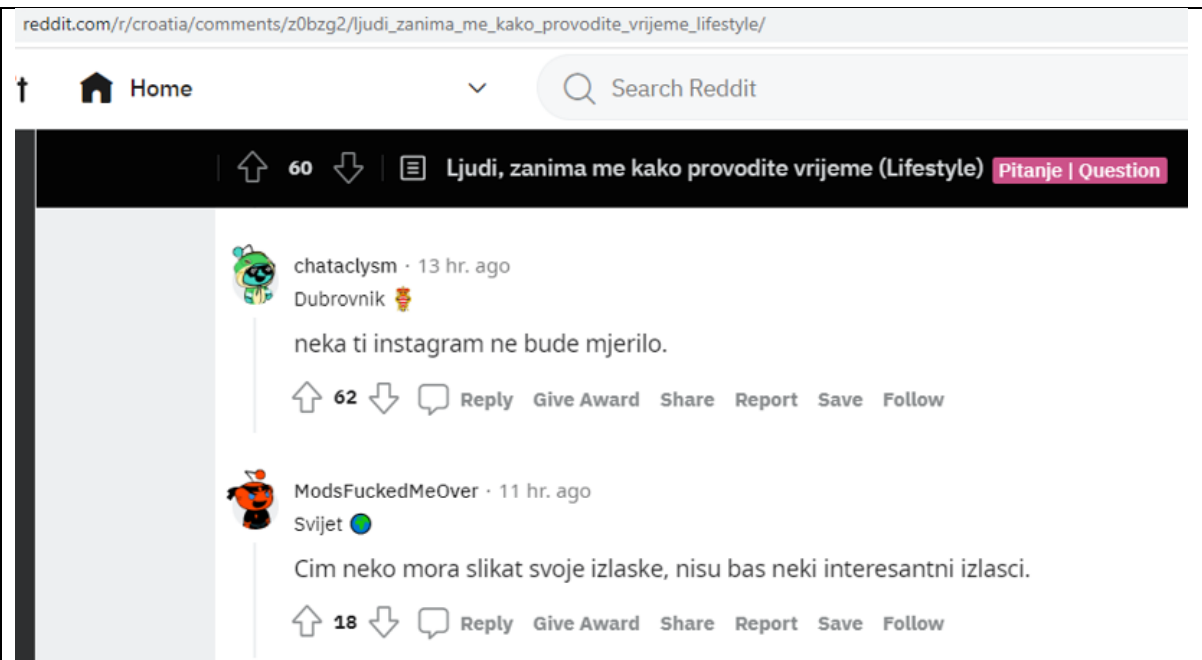 reddit.com/r/croatia/comments/z0bzg2/ljudi_zanima_me_kako_provodite_vrijeme_lifestyle/
t Home Search Reddit
60 Ljudi, zanima me kako provodite vrijeme (Lifestyle) Pitanje | Question
chataclysm · 13 hr. ago
Dubrovnik
neka ti instagram ne bude mjerilo.
62 Reply Give Award Share Report Save Follow
ModsFuckedMeOver · 11 hr. ago
Svijet
Cim neko mora slikat svoje izlaske, nisu bas neki interesantni izlasci.
18 Reply Give Award Share Report Save Follow